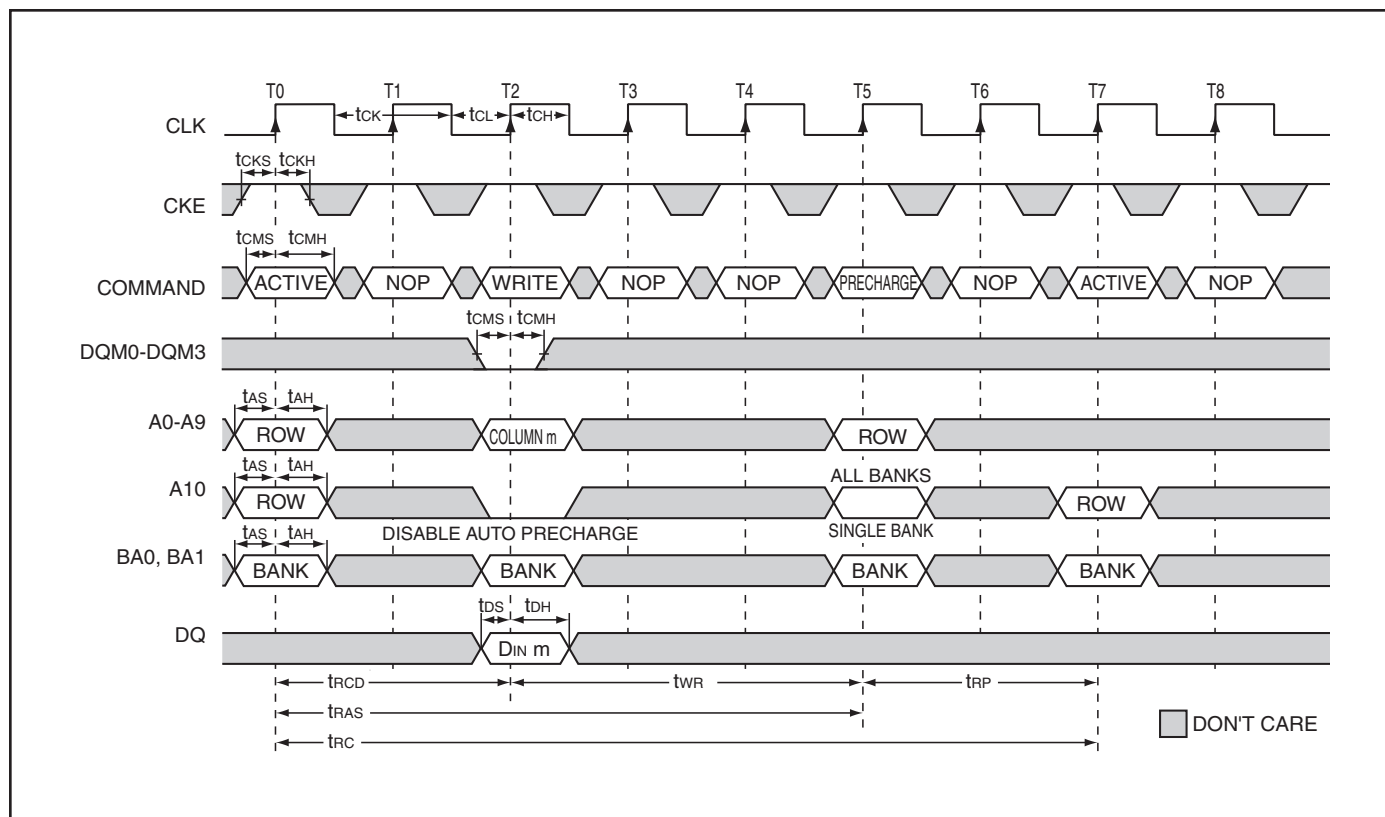 T0 T1 T2 T3 T4 T5 T6 T7 T8
tCK tCL tCH
CLK
tCKS tCKH
CKE
tCMS tCMH
COMMAND ACTIVE NOP WRITE NOP NOP PRECHARGE NOP ACTIVE NOP
tCMS tCMH
DQM0-DQM3
tAS tAH
A0-A9 ROW COLUMN m ROW
tAS tAH ALL BANKS
A10 ROW ROW
DISABLE AUTO PRECHARGE SINGLE BANK
tAS tAH
BA0, BA1 BANK BANK BANK BANK
tDS tDH
DQ DIN m
tRCD tWR tRP
tRAS
tRC
DON'T CARE